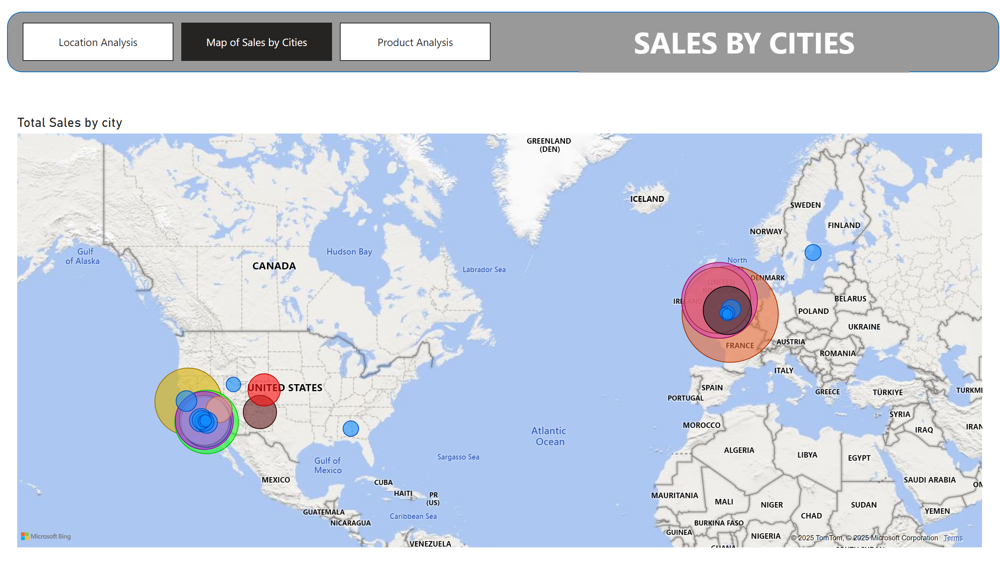 Location Analysis
Map of Sales by Cities
Product Analysis
SALES BY CITIES
Total Sales by city
GREENLAND
(DEN)
ICELAND
SWEDEN
FINLAND
NORWAY
Gulf
of Alaska
Hudson Bay
CANADA
Labrador Sea
North
Sea
DENMARK
UNITED
KINGDOM
IRELAND
BELARUS
POLAND
UKRAINE
AUSTRIA
FRANCE
ROMANIA
ITALY
UNITED STATES
SPAIN
GREECE
TÜRKIYE
TURKME
PORTUGAL
SYRIA
MOROCCO
IRAQ
IRAN
Atlantic
Ocean
ALGERIA
LIBYA
EGYPT
Sargasso Sea
Gulf of
Mexico
MEXICO
CUBA
SAUDI ARABIA
OM
HAITI
PR
(US)
MAURITANIA
MALI
NIGER
SUDAN
GUATEMALA
Caribbean Sea
CHAD
YEMEN
NICARAGUA
BURKINA FASO
GUINEA
NIGERIA
Microsoft Bing
© 2025 TomTom, © 2025 Microsoft Corporation Terms
VENEZUELA
GHANA
SOUTH SUDAN